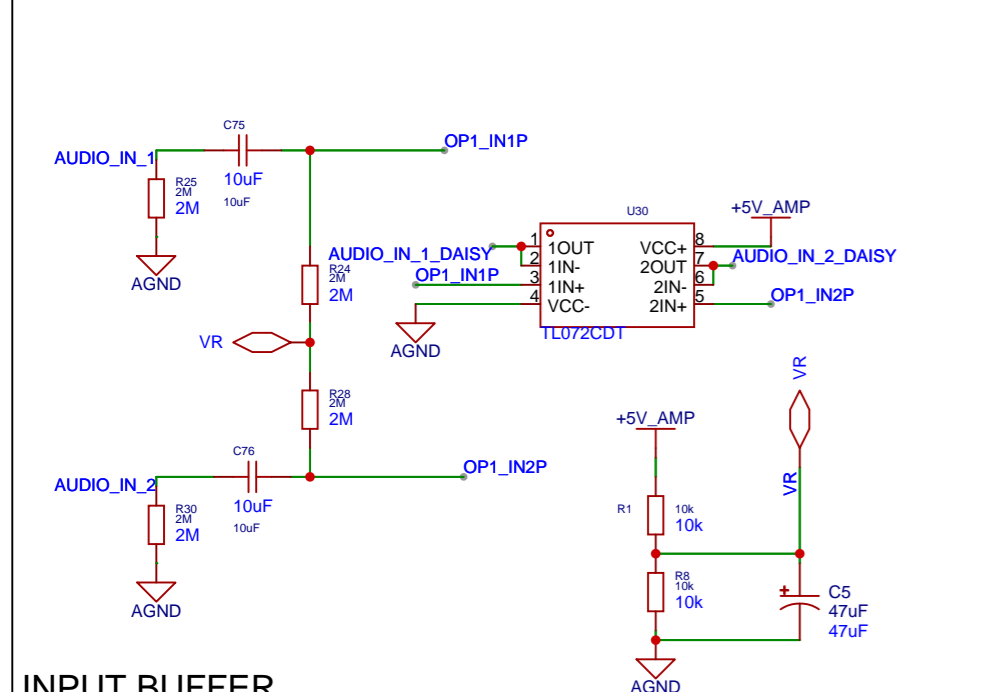 C75
AUDIO_IN_1
10uF
10uF
R25
2M
2M
AGND
OP1_IN1P
R24
2M
2M
VR
R28
2M
2M
C76
AUDIO_IN_2
10uF
10uF
R30
2M
2M
AGND
OP1_IN2P
U30
+5V_AMP
AUDIO_IN_1_DAISY
OP1_IN1P
AGND
1 1OUT
2 1IN-
3 1IN+
4 VCC-
VCC+ 8
2OUT 7
2IN- 6
2IN+ 5
TL072CDT
AUDIO_IN_2_DAISY
OP1_IN2P
+5V_AMP
R1
10k
10k
R8
10k
10k
AGND
VR
VR
+
C5
47uF
47uF
INPUT BUFFER